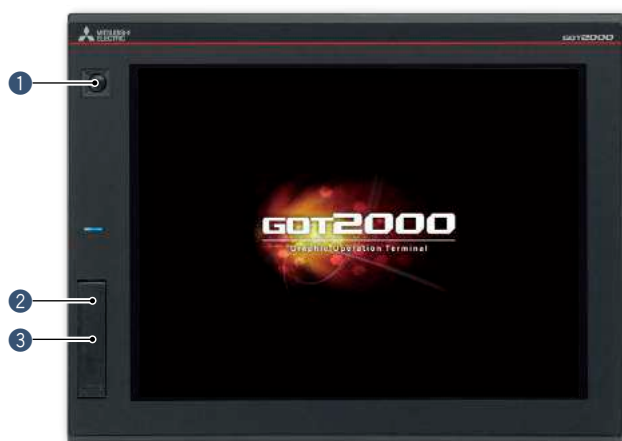 MITSUBISHI
ELECTRIC
GOT2000
1
GOT2000
Graphic Operation Terminal
2
3